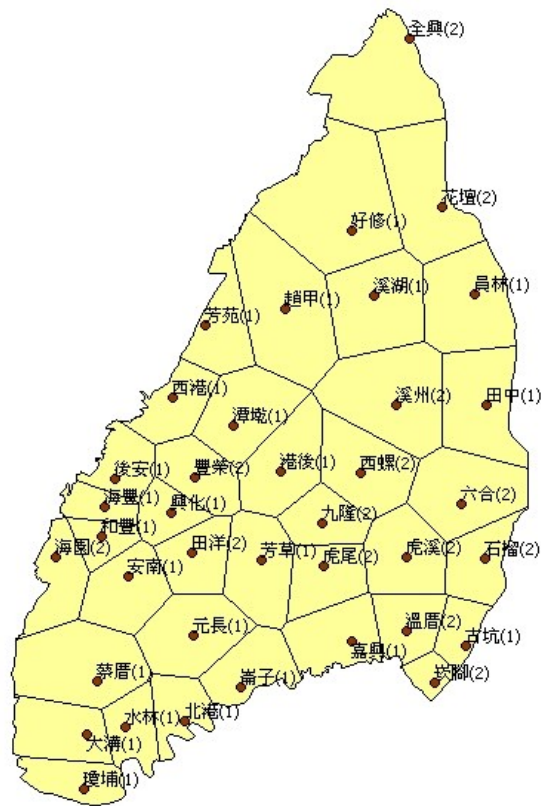 全興(2)
花壇(2)
好修(1)
員林(1)
溪湖(1)
趙甲(1)
芳苑(1)
西港(1)
溪州(2)
田中(1)
潭墘(1)
後安(1)
豐榮(2)
港後(1)
西螺(2)
海豐(1)
興化(1)
六合(2)
九隆(2)
和豐(1)
海園(2)
田洋(2)
芳草(1)
虎尾(2)
虎溪(2)
石榴(2)
安南(1)
元長(1)
嘉興(1)
溫厝(2)
古坑(1)
蔡厝(1)
崙子(1)
崁腳(2)
水林(1)
北港(1)
大溝(1)
瓊埔(1)